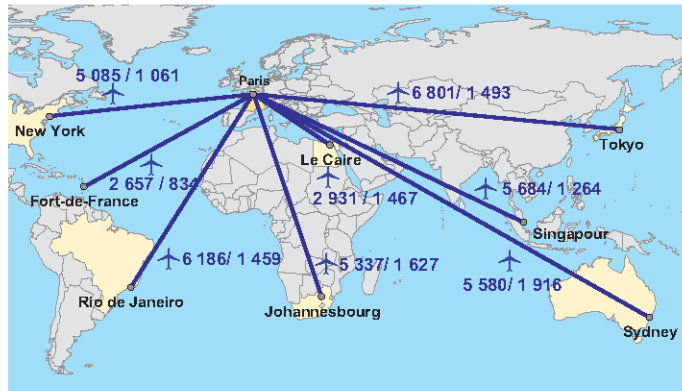 5 085/ 1 061
Paris
6 801/ 1 493
New York
Tokyo
Le Caire
2 657 / 834
2 931/ 1 467
5 684/ 1 264
Fort-de-France
Singapour
6 186/ 1 459
5 337/ 1 627
5 580/ 1 916
Rio de Janeiro
Johannesbourg
Sydney